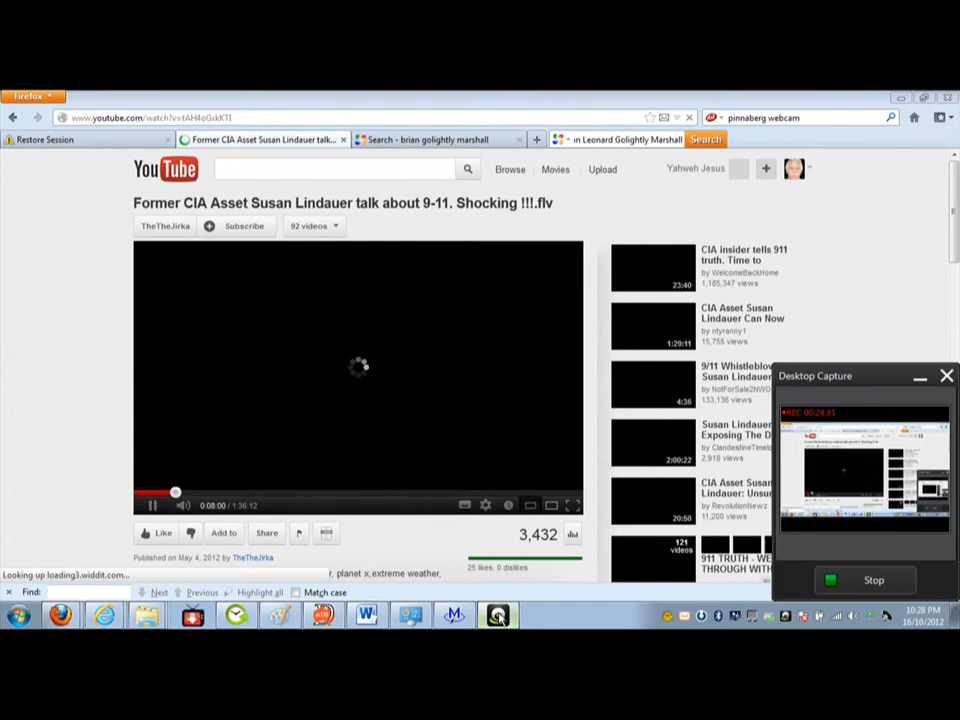 Firefox
www.youtube.com/watch?v=tAH4oGxkKTI
pinnaberg webcam
Restore Session
Former CIA Asset Susan Lindauer talk...
Search - brian golightly marshall
ın Leonard Golightly Marshall
Search
YouTube
Browse
Movies
Upload
Yahweh Jesus
Former CIA Asset Susan Lindauer talk about 9-11. Shocking !!!.flv
TheTheJirka
Subscribe
92 videos
0:08:00 / 1:36:12
Like
Add to
Share
3,432
Published on May 4, 2012 by TheTheJirka
25 likes, 0 dislikes
r, planet x,extreme weather,
CIA insider tells 911
truth. Time to
by WelcomeBackHome
1,185,347 views
23:40
CIA Asset Susan
Lindauer Can Now
by ntyranny1
15,755 views
1:29:11
9/11 Whistleblow
Susan Lindauer
by NotForSale2NWO
133,136 views
4:36
Susan Lindauer
Exposing The D
by ClandestineTimelo
2,918 views
2:00:22
CIA Asset Susan
Lindauer: Unsu
by RevolutionNewz
11,200 views
20:50
121
videos
911 TRUTH - WE
THROUGH WITH
Desktop Capture
REC 00:24:31
Stop
Looking up loading3.widdit.com...
Find:
Next
Previous
Highlight all
Match case
10:28 PM
16/10/2012